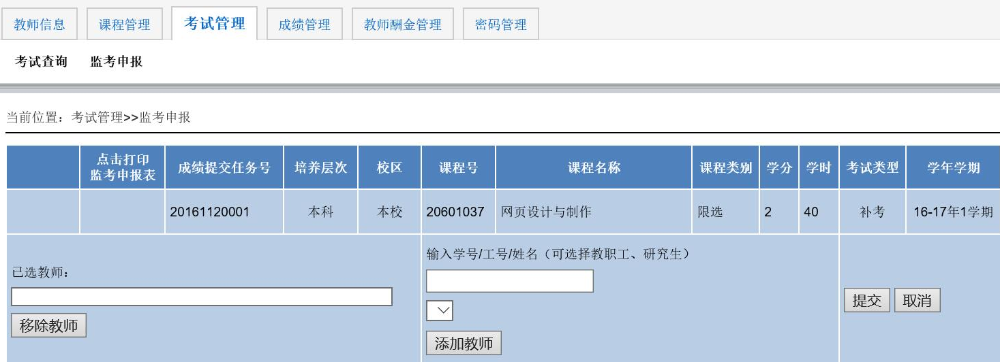 教师信息 课程管理 考试管理 成绩管理 教师酬金管理 密码管理
考试查询 监考申报
当前位置：考试管理>>监考申报
点击打印
监考申报表 成绩提交任务号 培养层次 校区 课程号 课程名称 课程类别 学分 学时 考试类型 学年学期
20161120001 本科 本校 20601037 网页设计与制作 限选 2 40 补考 16-17年1学期
已选教师：
移除教师
输入学号/工号/姓名（可选择教职工、研究生）
添加教师
提交 取消